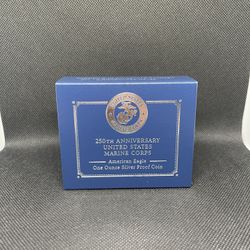 250TH ANNIVERSARY
UNITED STATES
MARINE CORPS
American Eagle
One Ounce Silver Proof Coin